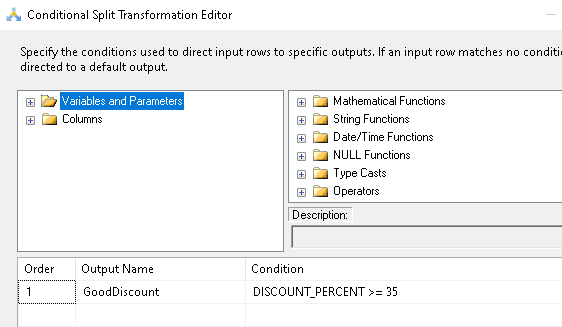 Conditional Split Transformation Editor
Specify the conditions used to direct input rows to specific outputs. If an input row matches no
directed to a default output.
Variables and Parameters
Columns
Mathematical Functions
String Functions
Date/Time Functions
NULL Functions
Type Casts
Operators
Description:
Order Output Name Condition
1 GoodDiscount DISCOUNT_PERCENT >= 35